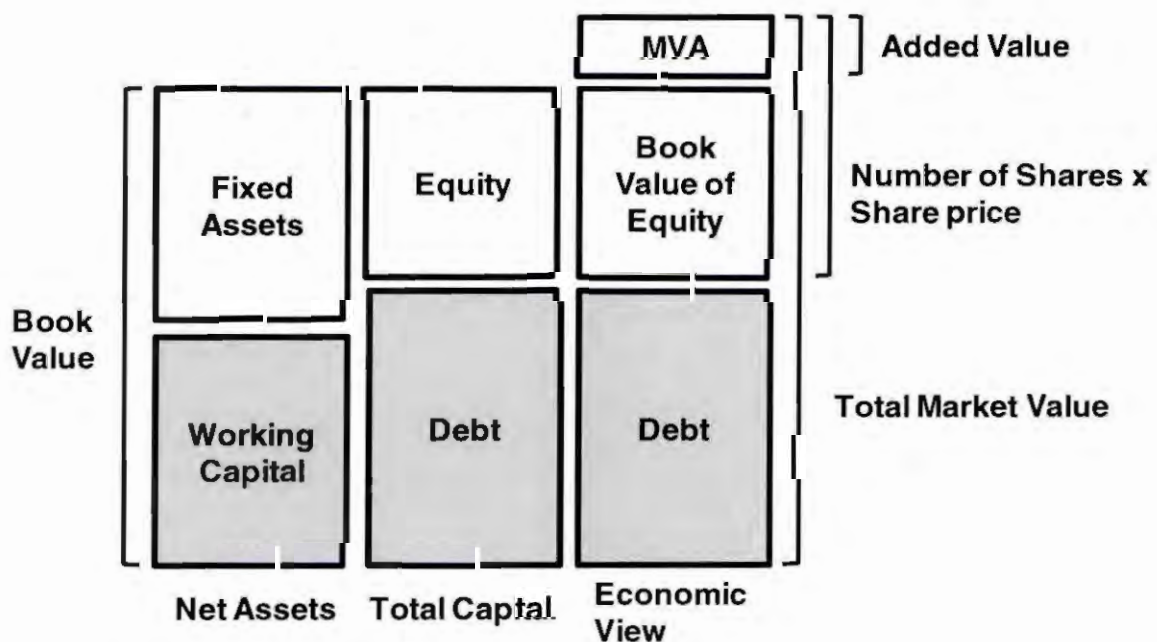 MVA
Added Value
Fixed
Assets
Equity
Book
Value of
Equity
Number of Shares x
Share price
Book
Value
Working
Capital
Debt
Debt
Total Market Value
Net Assets
Total Captal
Economic
View